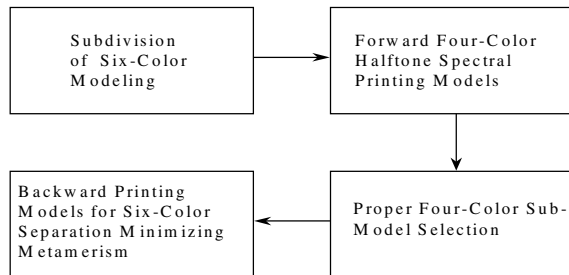 Subdivision
of Six-Color
Modeling
Forward Four-Color
Halftone Spectral
Printing Models
Proper Four-Color Sub-
Model Selection
Backward Printing
Models for Six-Color
Separation Minimizing
Metamerism